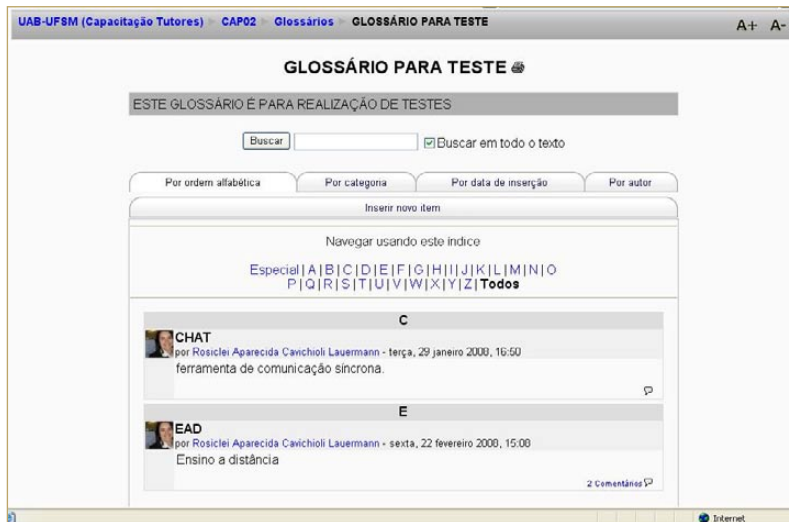 UAB-UFSM (Capacitação Tutores) ► CAP02 ► Glossários ► GLOSSÁRIO PARA TESTE
A+ A-
GLOSSÁRIO PARA TESTE
ESTE GLOSSÁRIO É PARA REALIZAÇÃO DE TESTES
Buscar
Buscar em todo o texto
Por ordem alfabética Por categoria Por data de inserção Por autor
Inserir novo item
Navegar usando este índice
Especial|A|B|C|D|E|F|G|H|I|J|K|L|M|N|O
P|Q|R|S|T|U|V|W|X|Y|Z|Todos
C
CHAT
por Rosiclei Aparecida Cavichioli Lauermann - terça, 29 janeiro 2008, 16:50
ferramenta de comunicação síncrona.
E
EAD
por Rosiclei Aparecida Cavichioli Lauermann - sexta, 22 fevereiro 2008, 15:08
Ensino a distância
2 Comentários
Internet